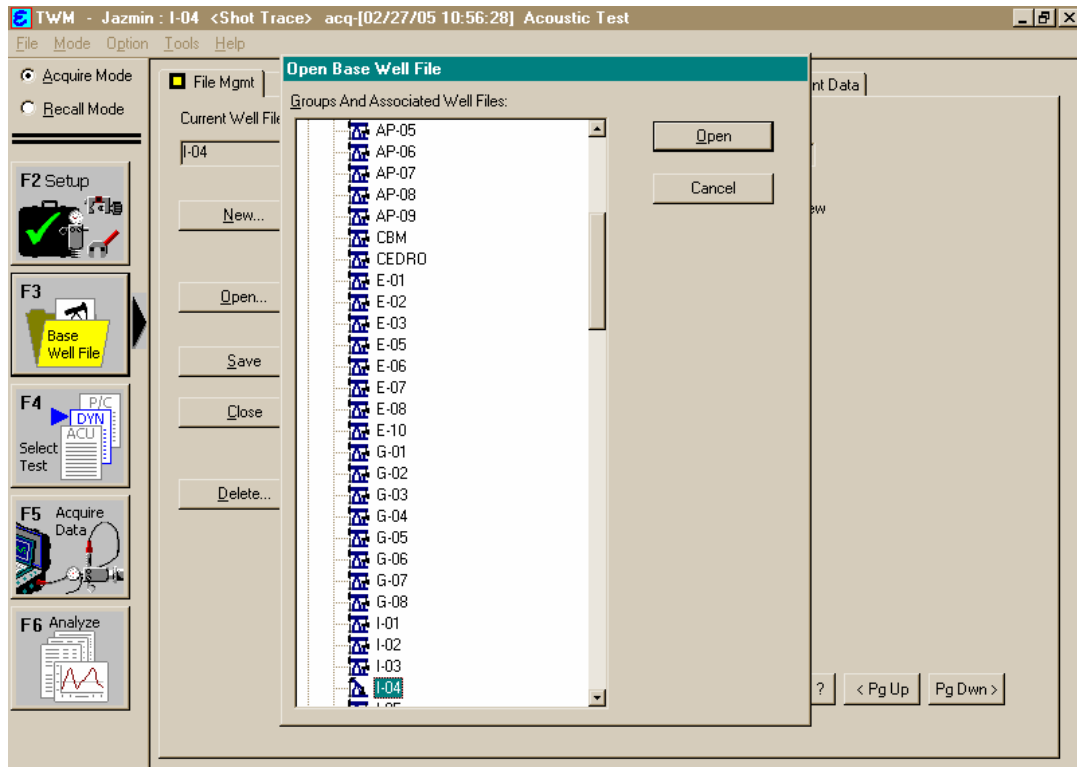 TWM - Jazmin : I-04 <Shot Trace> acq-[02/27/05 10:56:28] Acoustic Test
File Mode Option Tools Help
Acquire Mode
Recall Mode
F2 Setup
F3
Base
Well File
F4
P/C
DYN
ACU
Select
Test
F5 Acquire
Data
F6 Analyze
File Mgmt
Current Well File
I-04
New...
Open...
Save
Close
Delete...
Open Base Well File
Groups And Associated Well Files:
AP-05
AP-06
AP-07
AP-08
AP-09
CBM
CEDRO
E-01
E-02
E-03
E-05
E-06
E-07
E-08
E-10
G-01
G-02
G-03
G-04
G-05
G-06
G-07
G-08
I-01
I-02
I-03
I-04
Open
Cancel
nt Data
ew
?
< Pg Up
Pg Dwn >